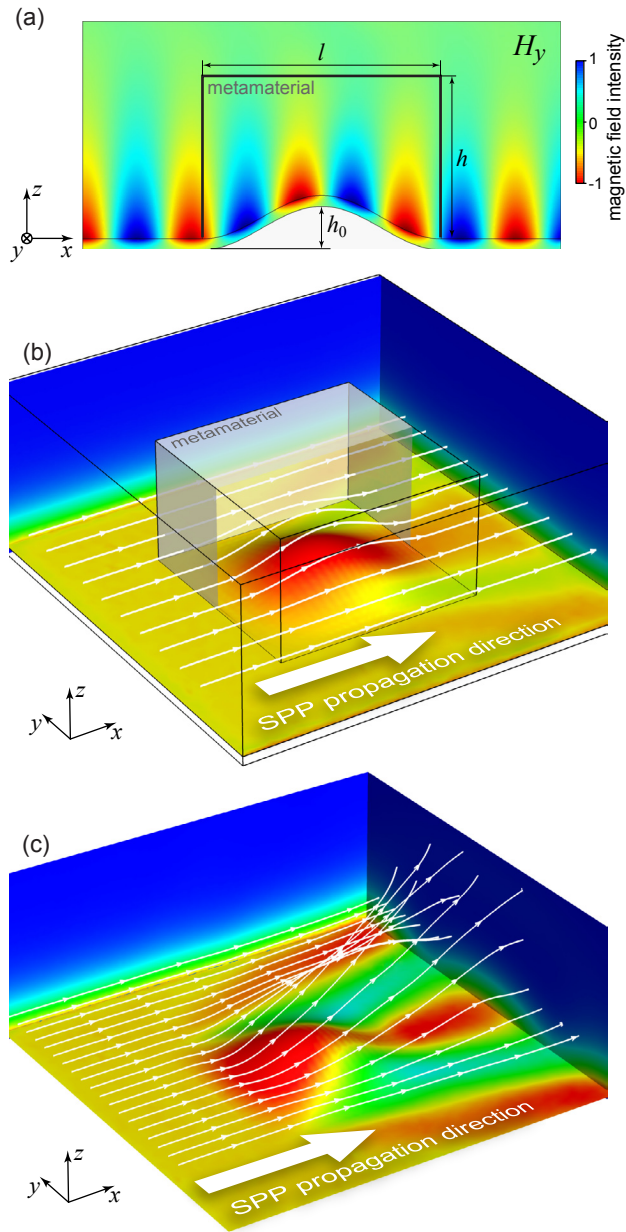 (a)
H_y
l
metamaterial
h
h_0
1
0
-1
magnetic field intensity
z
y
x
(b)
metamaterial
SPP propagation direction
z
y
x
(c)
SPP propagation direction
z
y
x